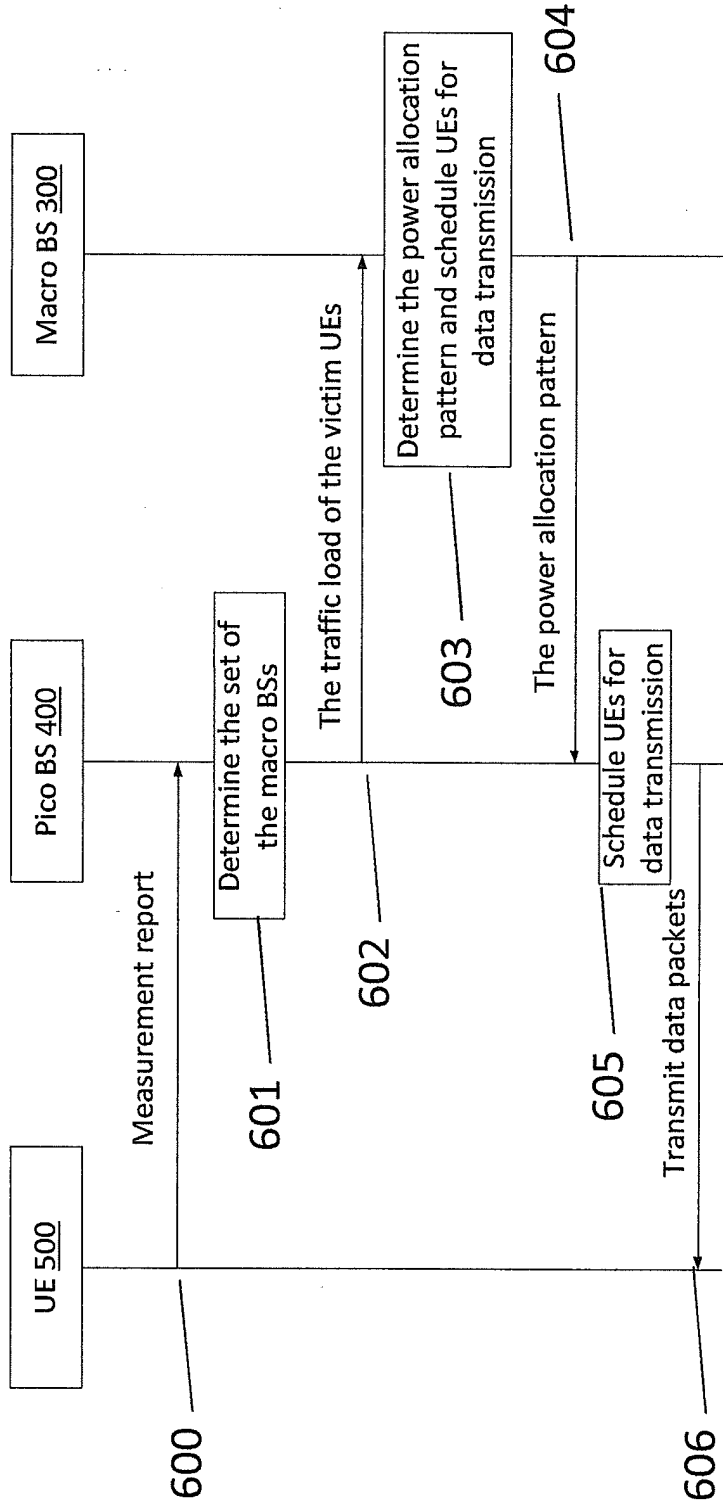 UE 500
Pico BS 400
Macro BS 300
600
Measurement report
601
Determine the set of
the macro BSs
602
The traffic load of the victim UEs
603
Determine the power allocation
pattern and schedule UEs for
data transmission
604
The power allocation pattern
605
Schedule UEs for
data transmission
606
Transmit data packets